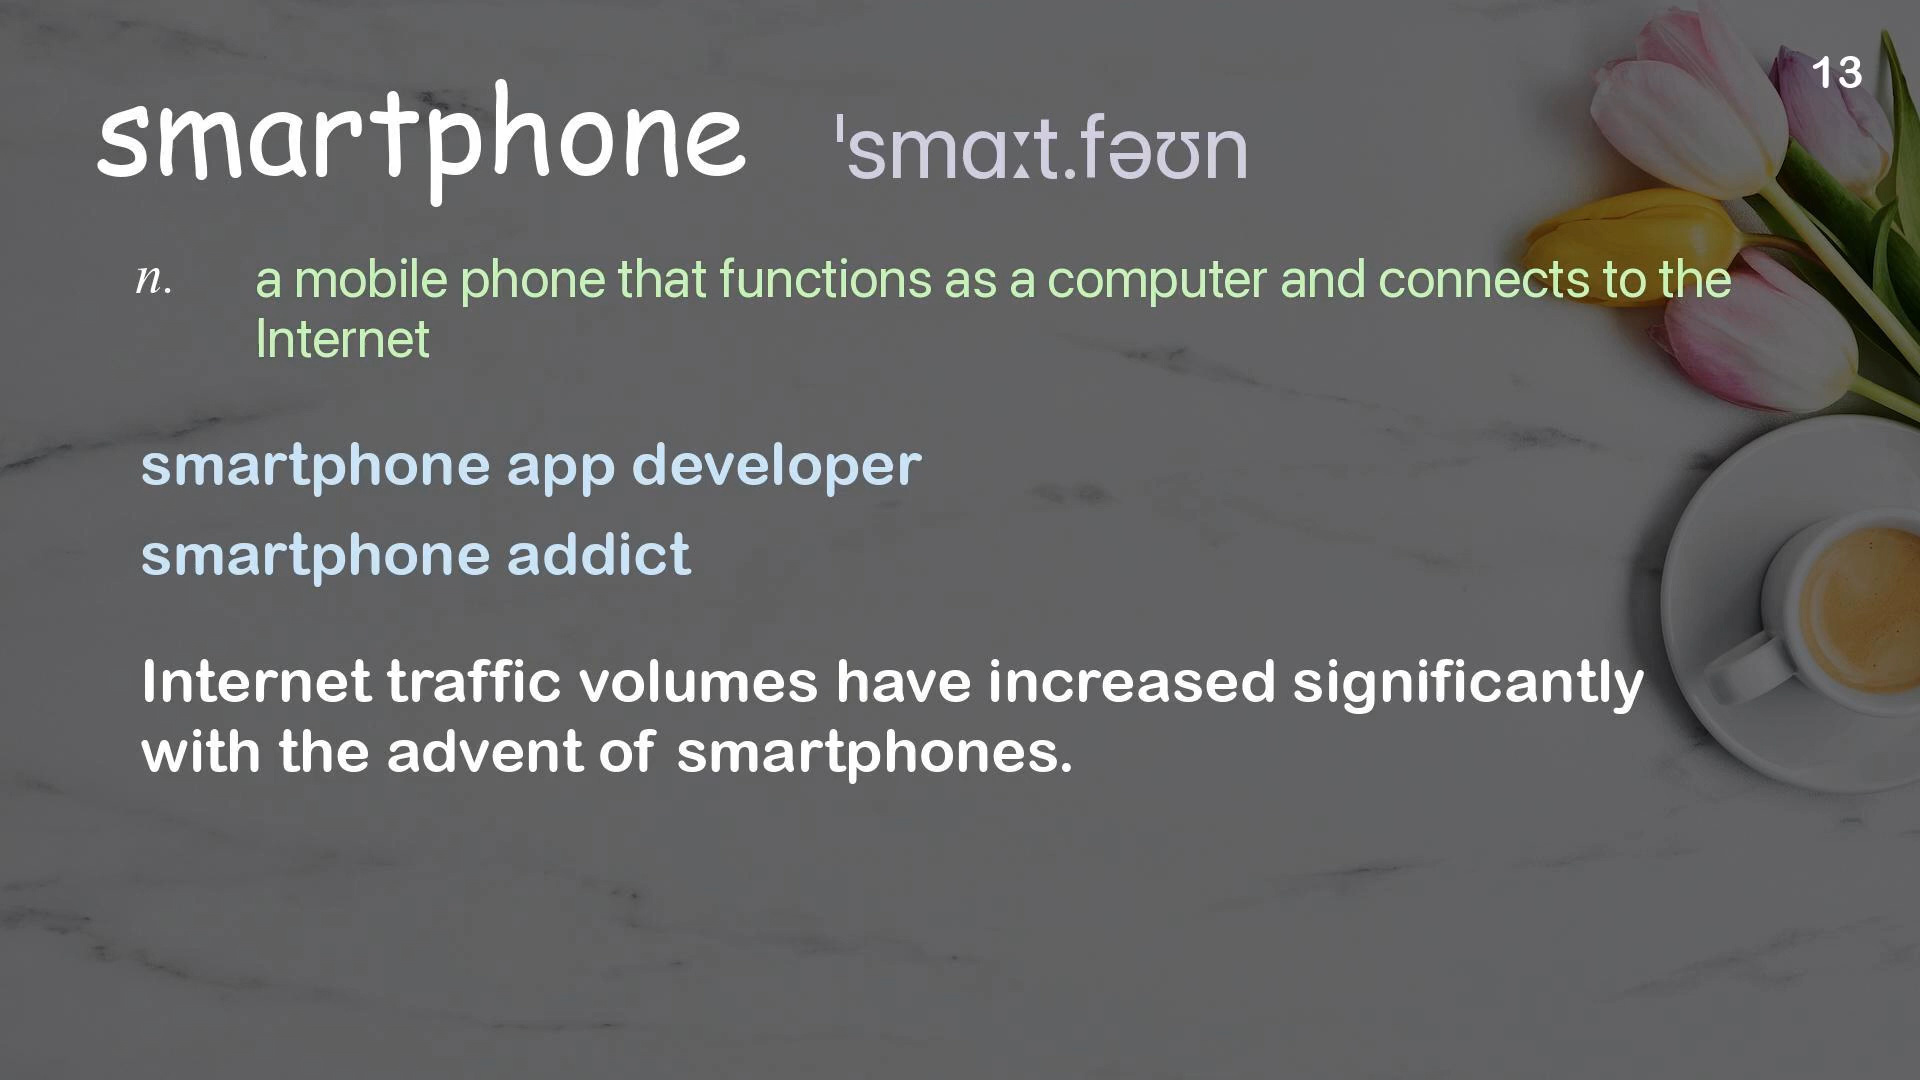 13
smartphone ˈsmɑːt.fəʊn
n. a mobile phone that functions as a computer and connects to the
Internet
smartphone app developer
smartphone addict
Internet traffic volumes have increased significantly
with the advent of smartphones.